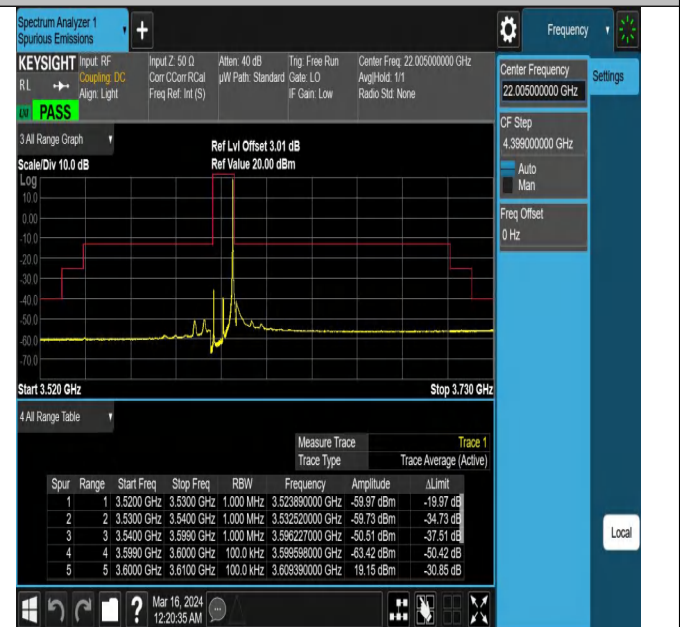 Spectrum Analyzer 1
Spurious Emissions
Frequency
KEYSIGHT Input: RF Input Z: 50 Ω Atten: 40 dB Trig: Free Run Center Freq: 22.005000000 GHz
RL Coupling: DC Corr CCorr RCal µW Path: Standard Gate: LO Avg|Hold: 1/1
Align: Light Freq Ref: Int (S) IF Gain: Low Radio Std: None
PASS
Center Frequency
22.005000000 GHz
Settings
CF Step
4.399000000 GHz
Auto
Man
Freq Offset
0 Hz
3 All Range Graph
Ref Lvl Offset 3.01 dB
Scale/Div 10.0 dB Ref Value 20.00 dBm
Log
10.0
0.00
-10.0
-20.0
-30.0
-40.0
-50.0
-60.0
-70.0
Start 3.520 GHz Stop 3.730 GHz
4 All Range Table
Measure Trace Trace 1
Trace Type Trace Average (Active)
Spur Range Start Freq Stop Freq RBW Frequency Amplitude ΔLimit
1 1 3.5200 GHz 3.5300 GHz 1.000 MHz 3.523890000 GHz -59.97 dBm -19.97 dB
2 2 3.5300 GHz 3.5400 GHz 1.000 MHz 3.532520000 GHz -59.73 dBm -34.73 dB
3 3 3.5400 GHz 3.5990 GHz 1.000 MHz 3.596227000 GHz -50.51 dBm -37.51 dB
4 4 3.5990 GHz 3.6000 GHz 100.0 kHz 3.599598000 GHz -63.42 dBm -50.42 dB
5 5 3.6000 GHz 3.6100 GHz 100.0 kHz 3.609390000 GHz 19.15 dBm -30.85 dB
Local
Mar 16, 2024
12:20:35 AM